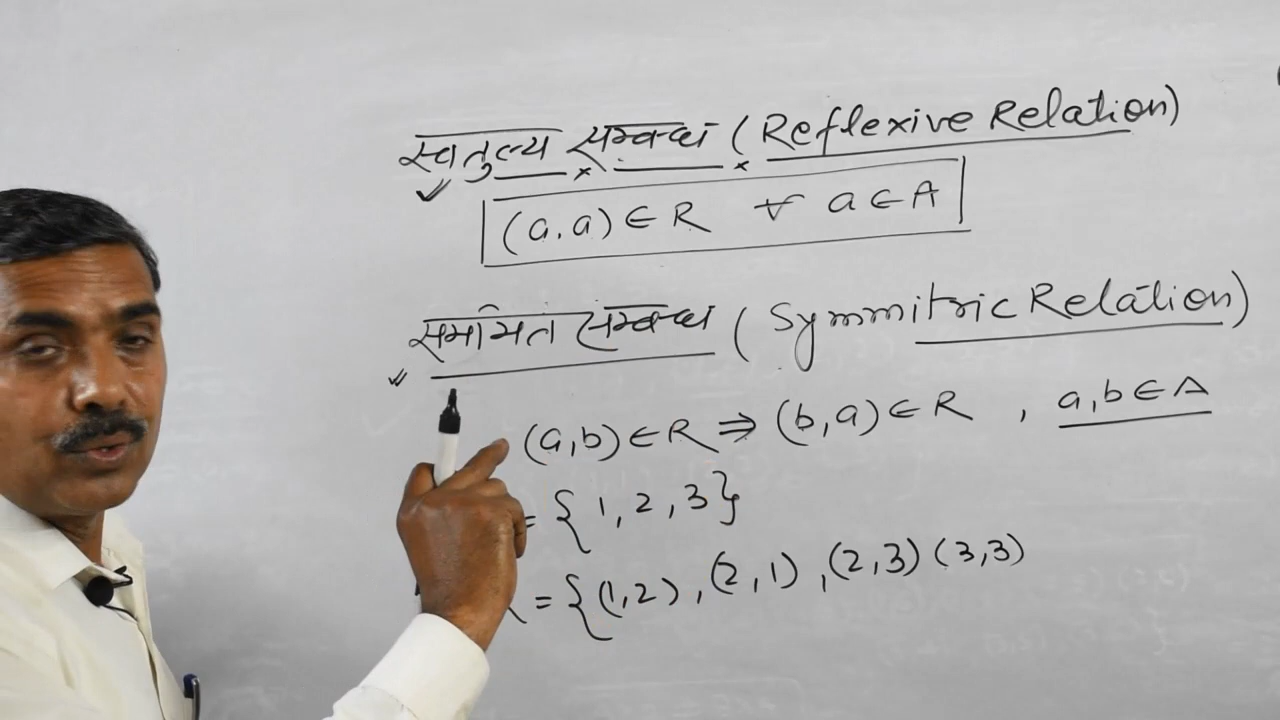 स्वतुल्य सम्बन्ध (Reflexive Relation)
(a,a) ∈ R ∀ a ∈ A
सममित सम्बन्ध (Symmitric Relation)
(a,b) ∈ R ⇒ (b,a) ∈ R , a,b ∈ A
= {1,2,3}
= {(1,2),(2,1),(2,3) (3,3)